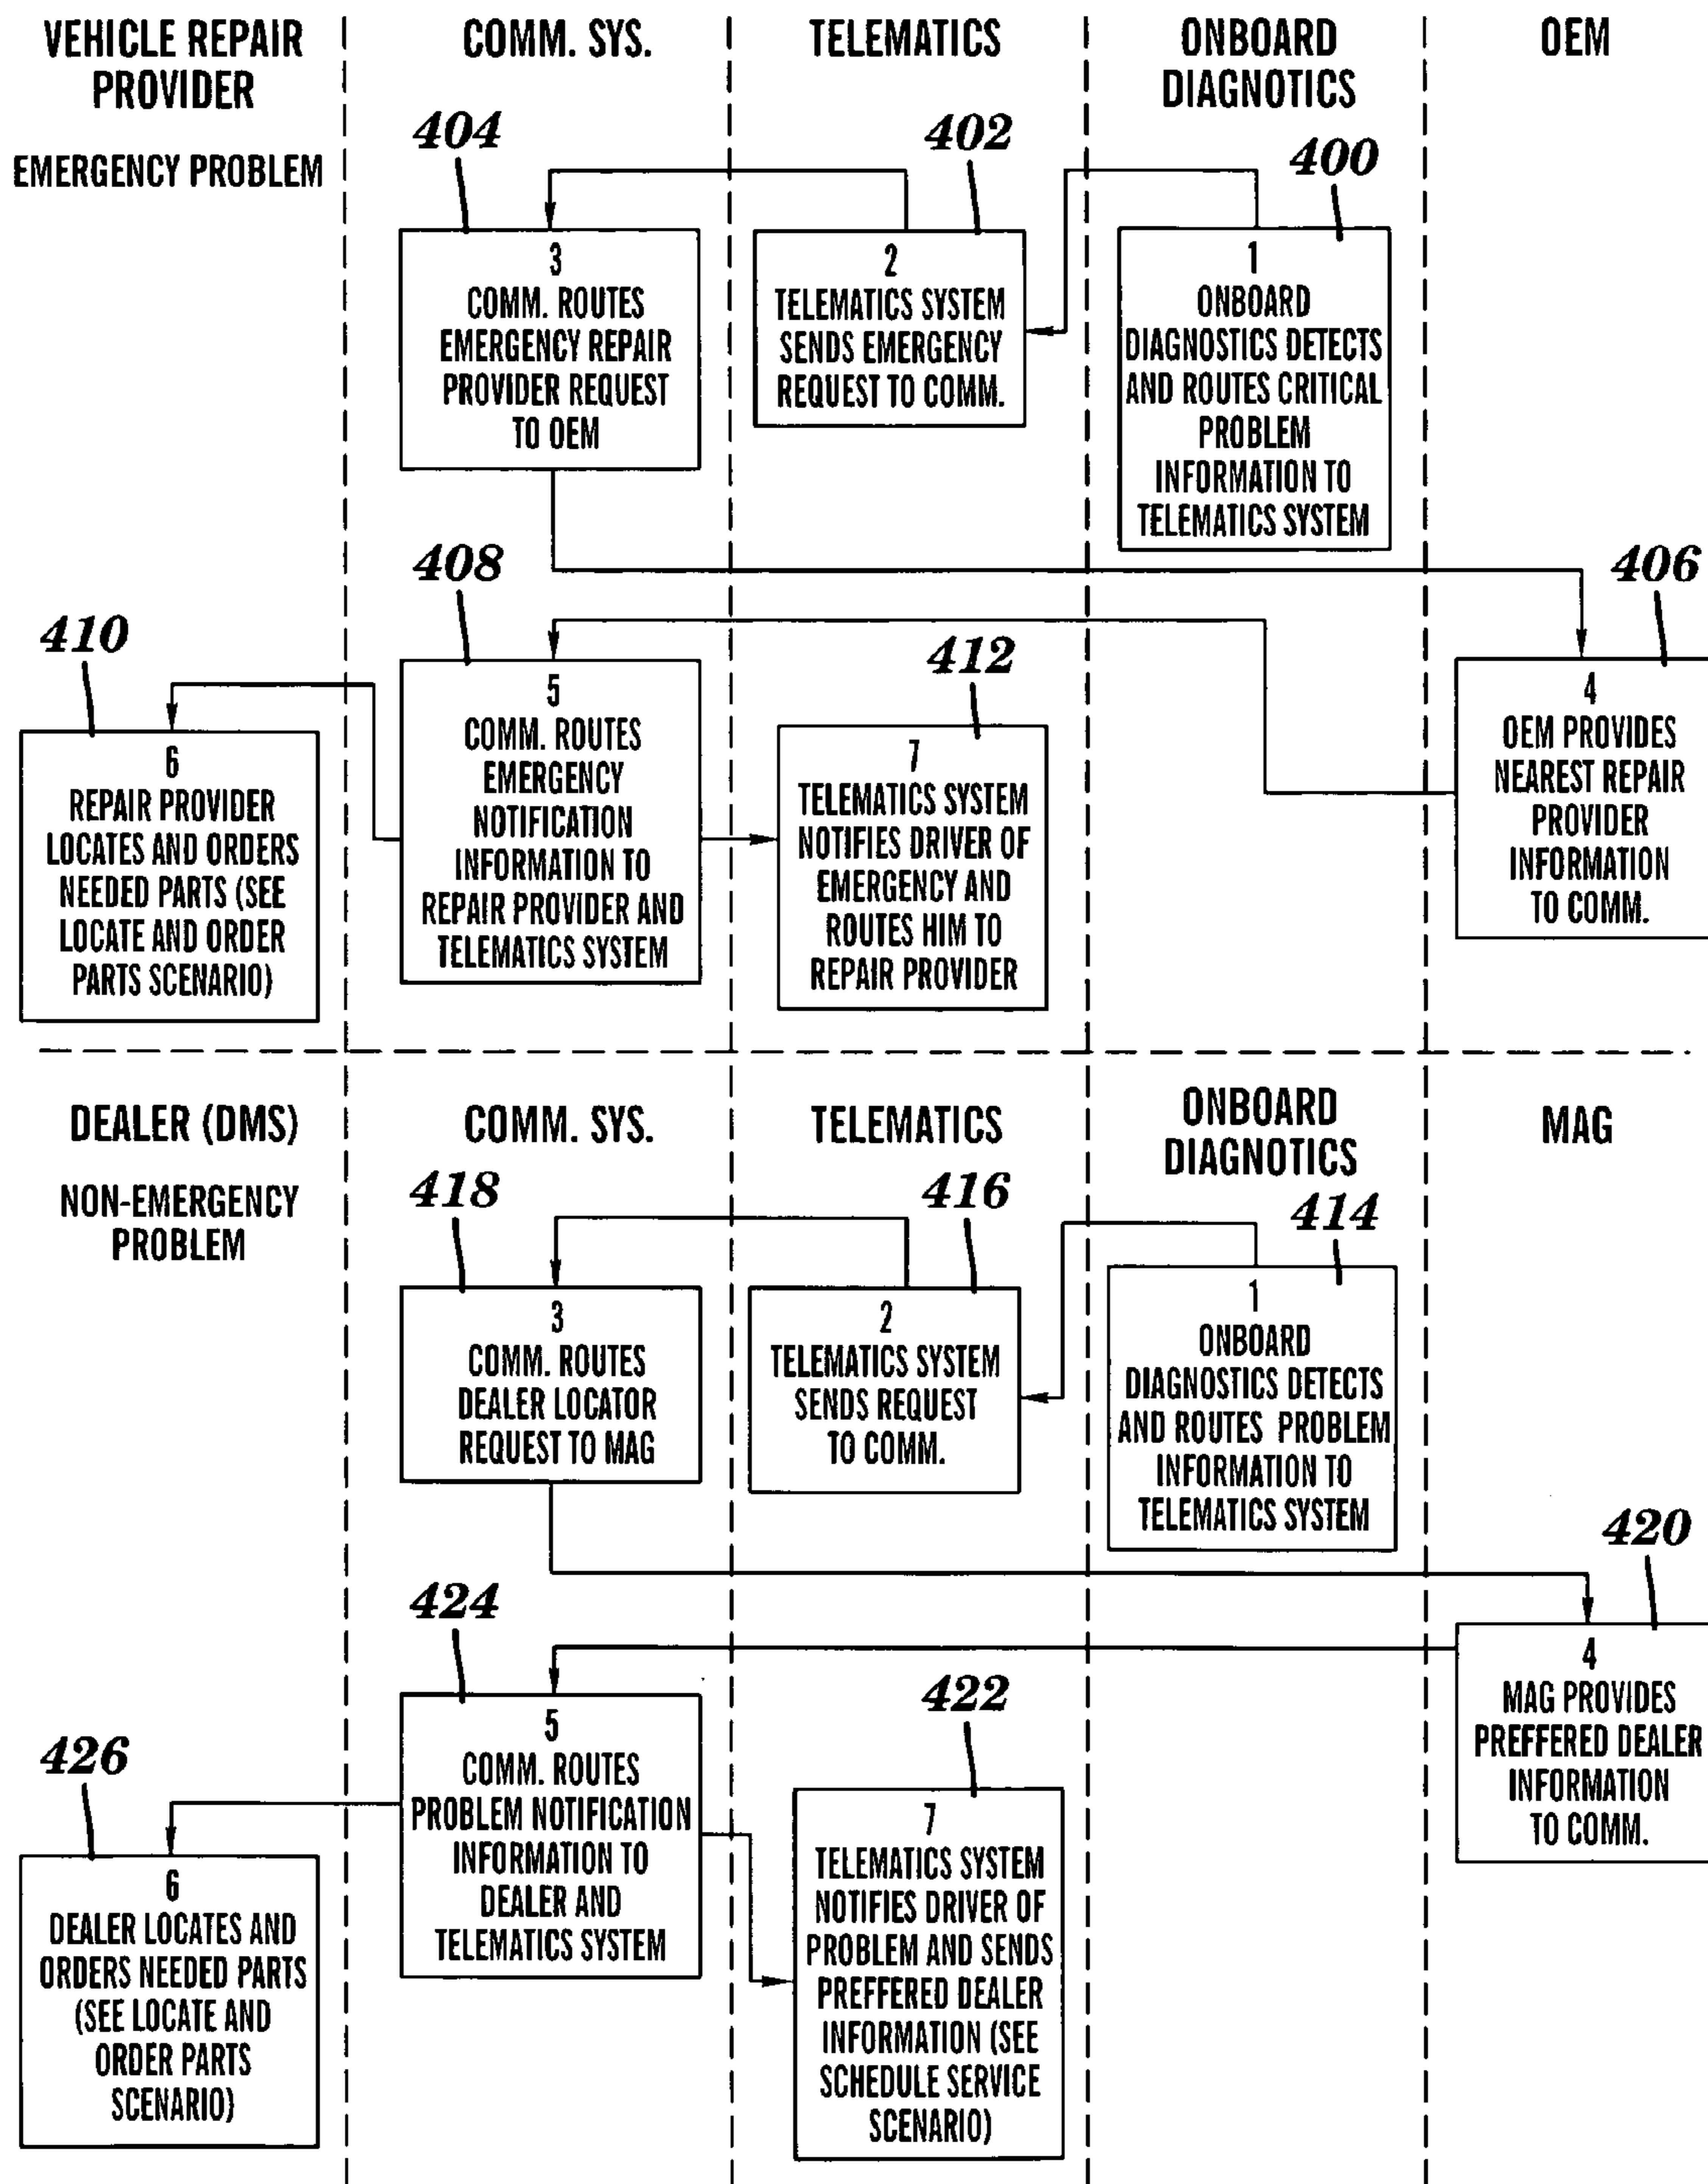 VEHICLE REPAIR
PROVIDER
COMM. SYS.
TELEMATICS
ONBOARD
DIAGNOTICS
OEM
EMERGENCY PROBLEM
404
402
400
3
COMM. ROUTES
EMERGENCY REPAIR
PROVIDER REQUEST
TO OEM
2
TELEMATICS SYSTEM
SENDS EMERGENCY
REQUEST TO COMM.
1
ONBOARD
DIAGNOSTICS DETECTS
AND ROUTES CRITICAL
PROBLEM
INFORMATION TO
TELEMATICS SYSTEM
410
408
412
406
6
REPAIR PROVIDER
LOCATES AND ORDERS
NEEDED PARTS (SEE
LOCATE AND ORDER
PARTS SCENARIO)
5
COMM. ROUTES
EMERGENCY
NOTIFICATION
INFORMATION TO
REPAIR PROVIDER AND
TELEMATICS SYSTEM
7
TELEMATICS SYSTEM
NOTIFIES DRIVER OF
EMERGENCY AND
ROUTES HIM TO
REPAIR PROVIDER
4
OEM PROVIDES
NEAREST REPAIR
PROVIDER
INFORMATION
TO COMM.
DEALER (DMS)
COMM. SYS.
TELEMATICS
ONBOARD
DIAGNOTICS
MAG
NON-EMERGENCY
PROBLEM
418
416
414
3
COMM. ROUTES
DEALER LOCATOR
REQUEST TO MAG
2
TELEMATICS SYSTEM
SENDS REQUEST
TO COMM.
1
ONBOARD
DIAGNOSTICS DETECTS
AND ROUTES PROBLEM
INFORMATION TO
TELEMATICS SYSTEM
426
424
422
420
6
DEALER LOCATES AND
ORDERS NEEDED PARTS
(SEE LOCATE AND
ORDER PARTS
SCENARIO)
5
COMM. ROUTES
PROBLEM NOTIFICATION
INFORMATION TO
DEALER AND
TELEMATICS SYSTEM
7
TELEMATICS SYSTEM
NOTIFIES DRIVER OF
PROBLEM AND SENDS
PREFFERED DEALER
INFORMATION (SEE
SCHEDULE SERVICE
SCENARIO)
4
MAG PROVIDES
PREFFERED DEALER
INFORMATION
TO COMM.